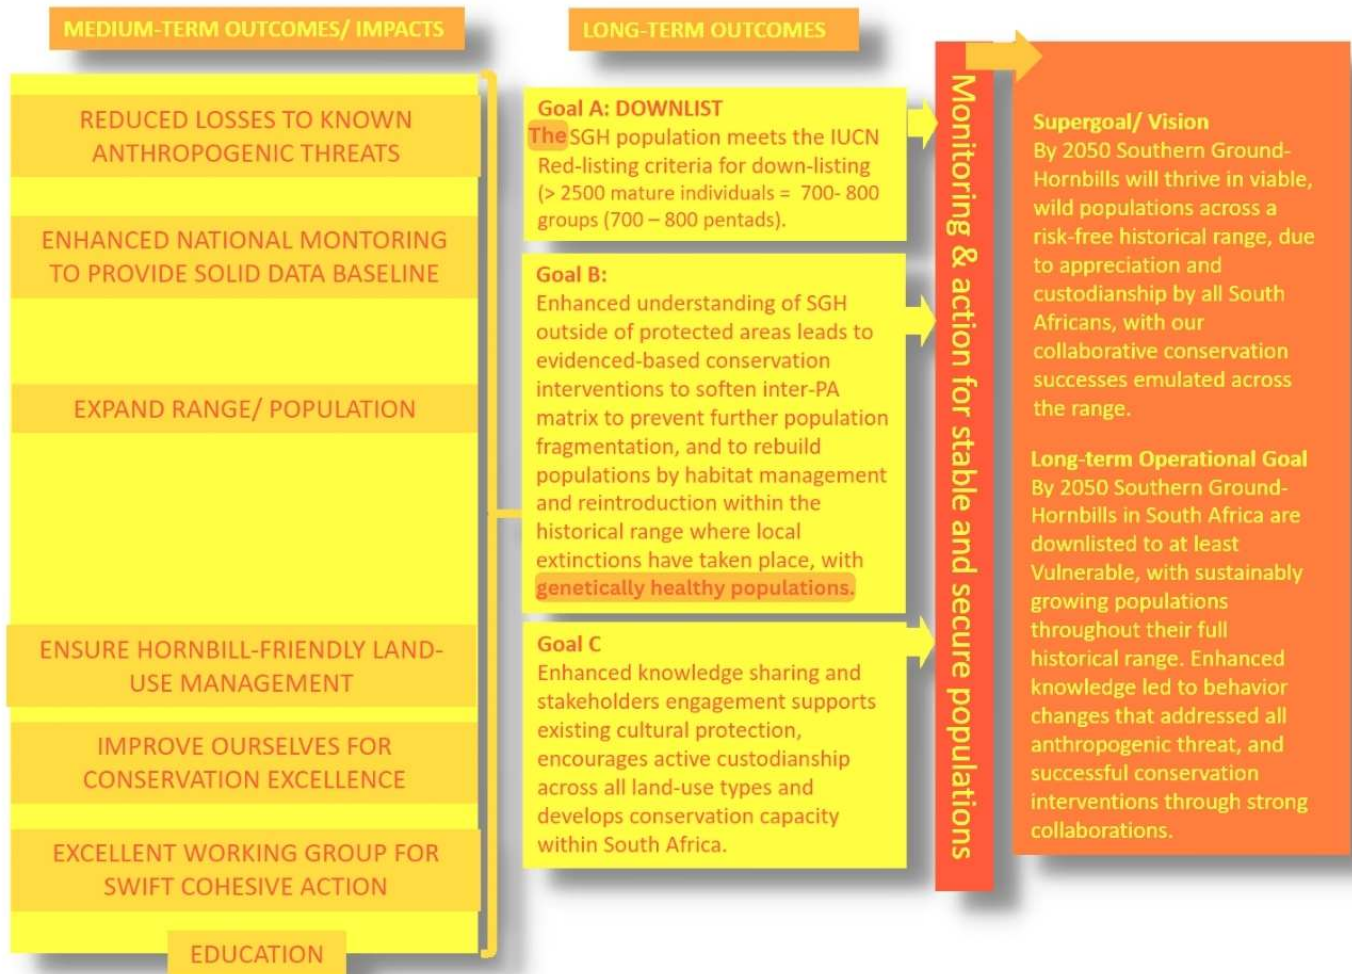 MEDIUM-TERM OUTCOMES/ IMPACTS
REDUCED LOSSES TO KNOWN
ANTHROPOGENIC THREATS
ENHANCED NATIONAL MONTORING
TO PROVIDE SOLID DATA BASELINE
EXPAND RANGE/ POPULATION
ENSURE HORNBILL-FRIENDLY LAND-
USE MANAGEMENT
IMPROVE OURSELVES FOR
CONSERVATION EXCELLENCE
EXCELLENT WORKING GROUP FOR
SWIFT COHESIVE ACTION
EDUCATION
LONG-TERM OUTCOMES
Goal A: DOWNLIST
The SGH population meets the IUCN
Red-listing criteria for down-listing
(> 2500 mature individuals = 700- 800
groups (700 – 800 pentads).
Goal B:
Enhanced understanding of SGH
outside of protected areas leads to
evidenced-based conservation
interventions to soften inter-PA
matrix to prevent further population
fragmentation, and to rebuild
populations by habitat management
and reintroduction within the
historical range where local
extinctions have taken place, with
genetically healthy populations.
Goal C
Enhanced knowledge sharing and
stakeholders engagement supports
existing cultural protection,
encourages active custodianship
across all land-use types and
develops conservation capacity
within South Africa.
Monitoring & action for stable and secure populations
Supergoal/ Vision
By 2050 Southern Ground-
Hornbills will thrive in viable,
wild populations across a
risk-free historical range, due
to appreciation and
custodianship by all South
Africans, with our
collaborative conservation
successes emulated across
the range.
Long-term Operational Goal
By 2050 Southern Ground-
Hornbills in South Africa are
downlisted to at least
Vulnerable, with sustainably
growing populations
throughout their full
historical range. Enhanced
knowledge led to behavior
changes that addressed all
anthropogenic threat, and
successful conservation
interventions through strong
collaborations.